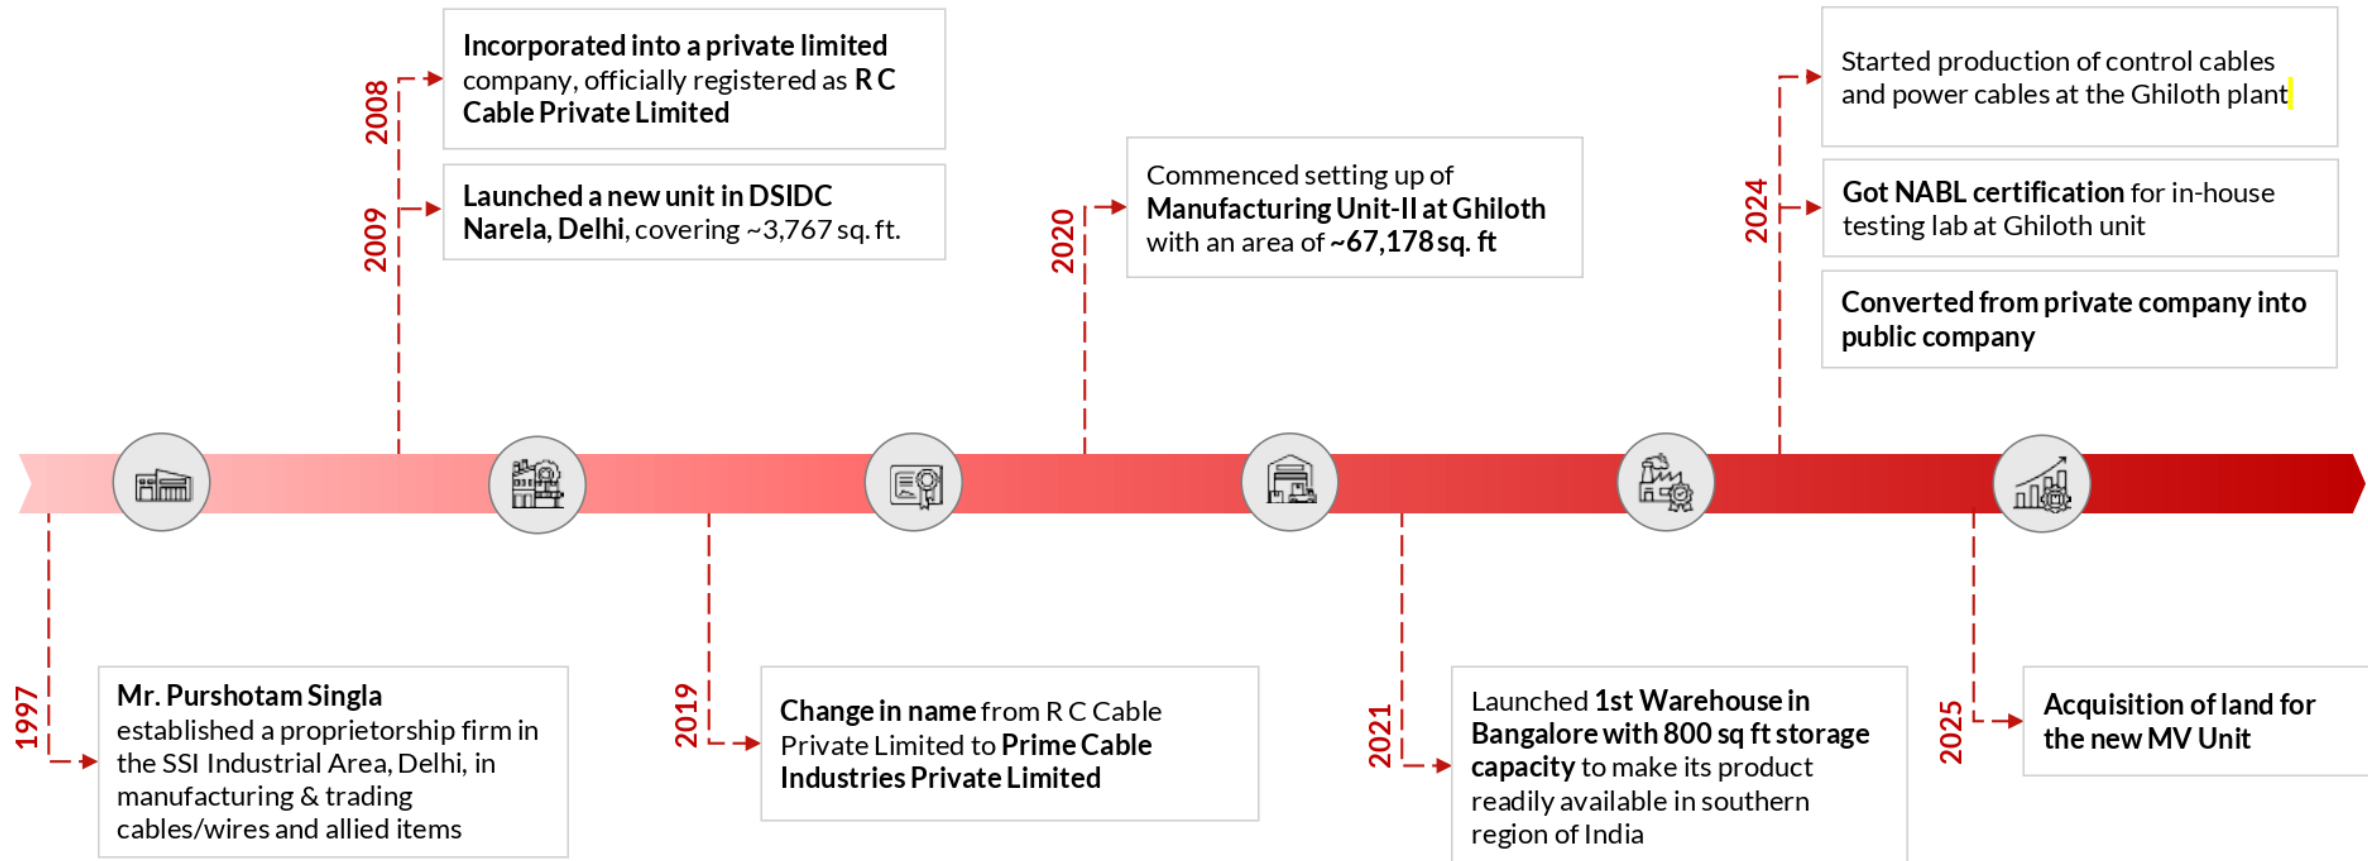 2008
Incorporated into a private limited
company, officially registered as R C
Cable Private Limited
2009
Launched a new unit in DSIDC
Narela, Delhi, covering ~3,767 sq. ft.
2020
Commenced setting up of
Manufacturing Unit-II at Ghiloth
with an area of ~67,178 sq. ft
2024
Started production of control cables
and power cables at the Ghiloth plant
Got NABL certification for in-house
testing lab at Ghiloth unit
Converted from private company into
public company
1997
Mr. Purshotam Singla
established a proprietorship firm in
the SSI Industrial Area, Delhi, in
manufacturing & trading
cables/wires and allied items
2019
Change in name from R C Cable
Private Limited to Prime Cable
Industries Private Limited
2021
Launched 1st Warehouse in
Bangalore with 800 sq ft storage
capacity to make its product
readily available in southern
region of India
2025
Acquisition of land for
the new MV Unit